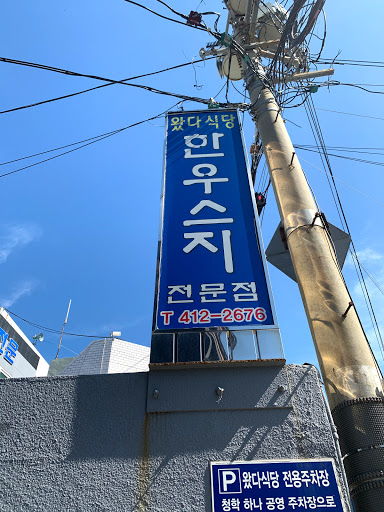 왔다식당
한우스지
전문점
T 412-2676
P 왔다식당 전용주차장
청학 하나 공영 주차장으로